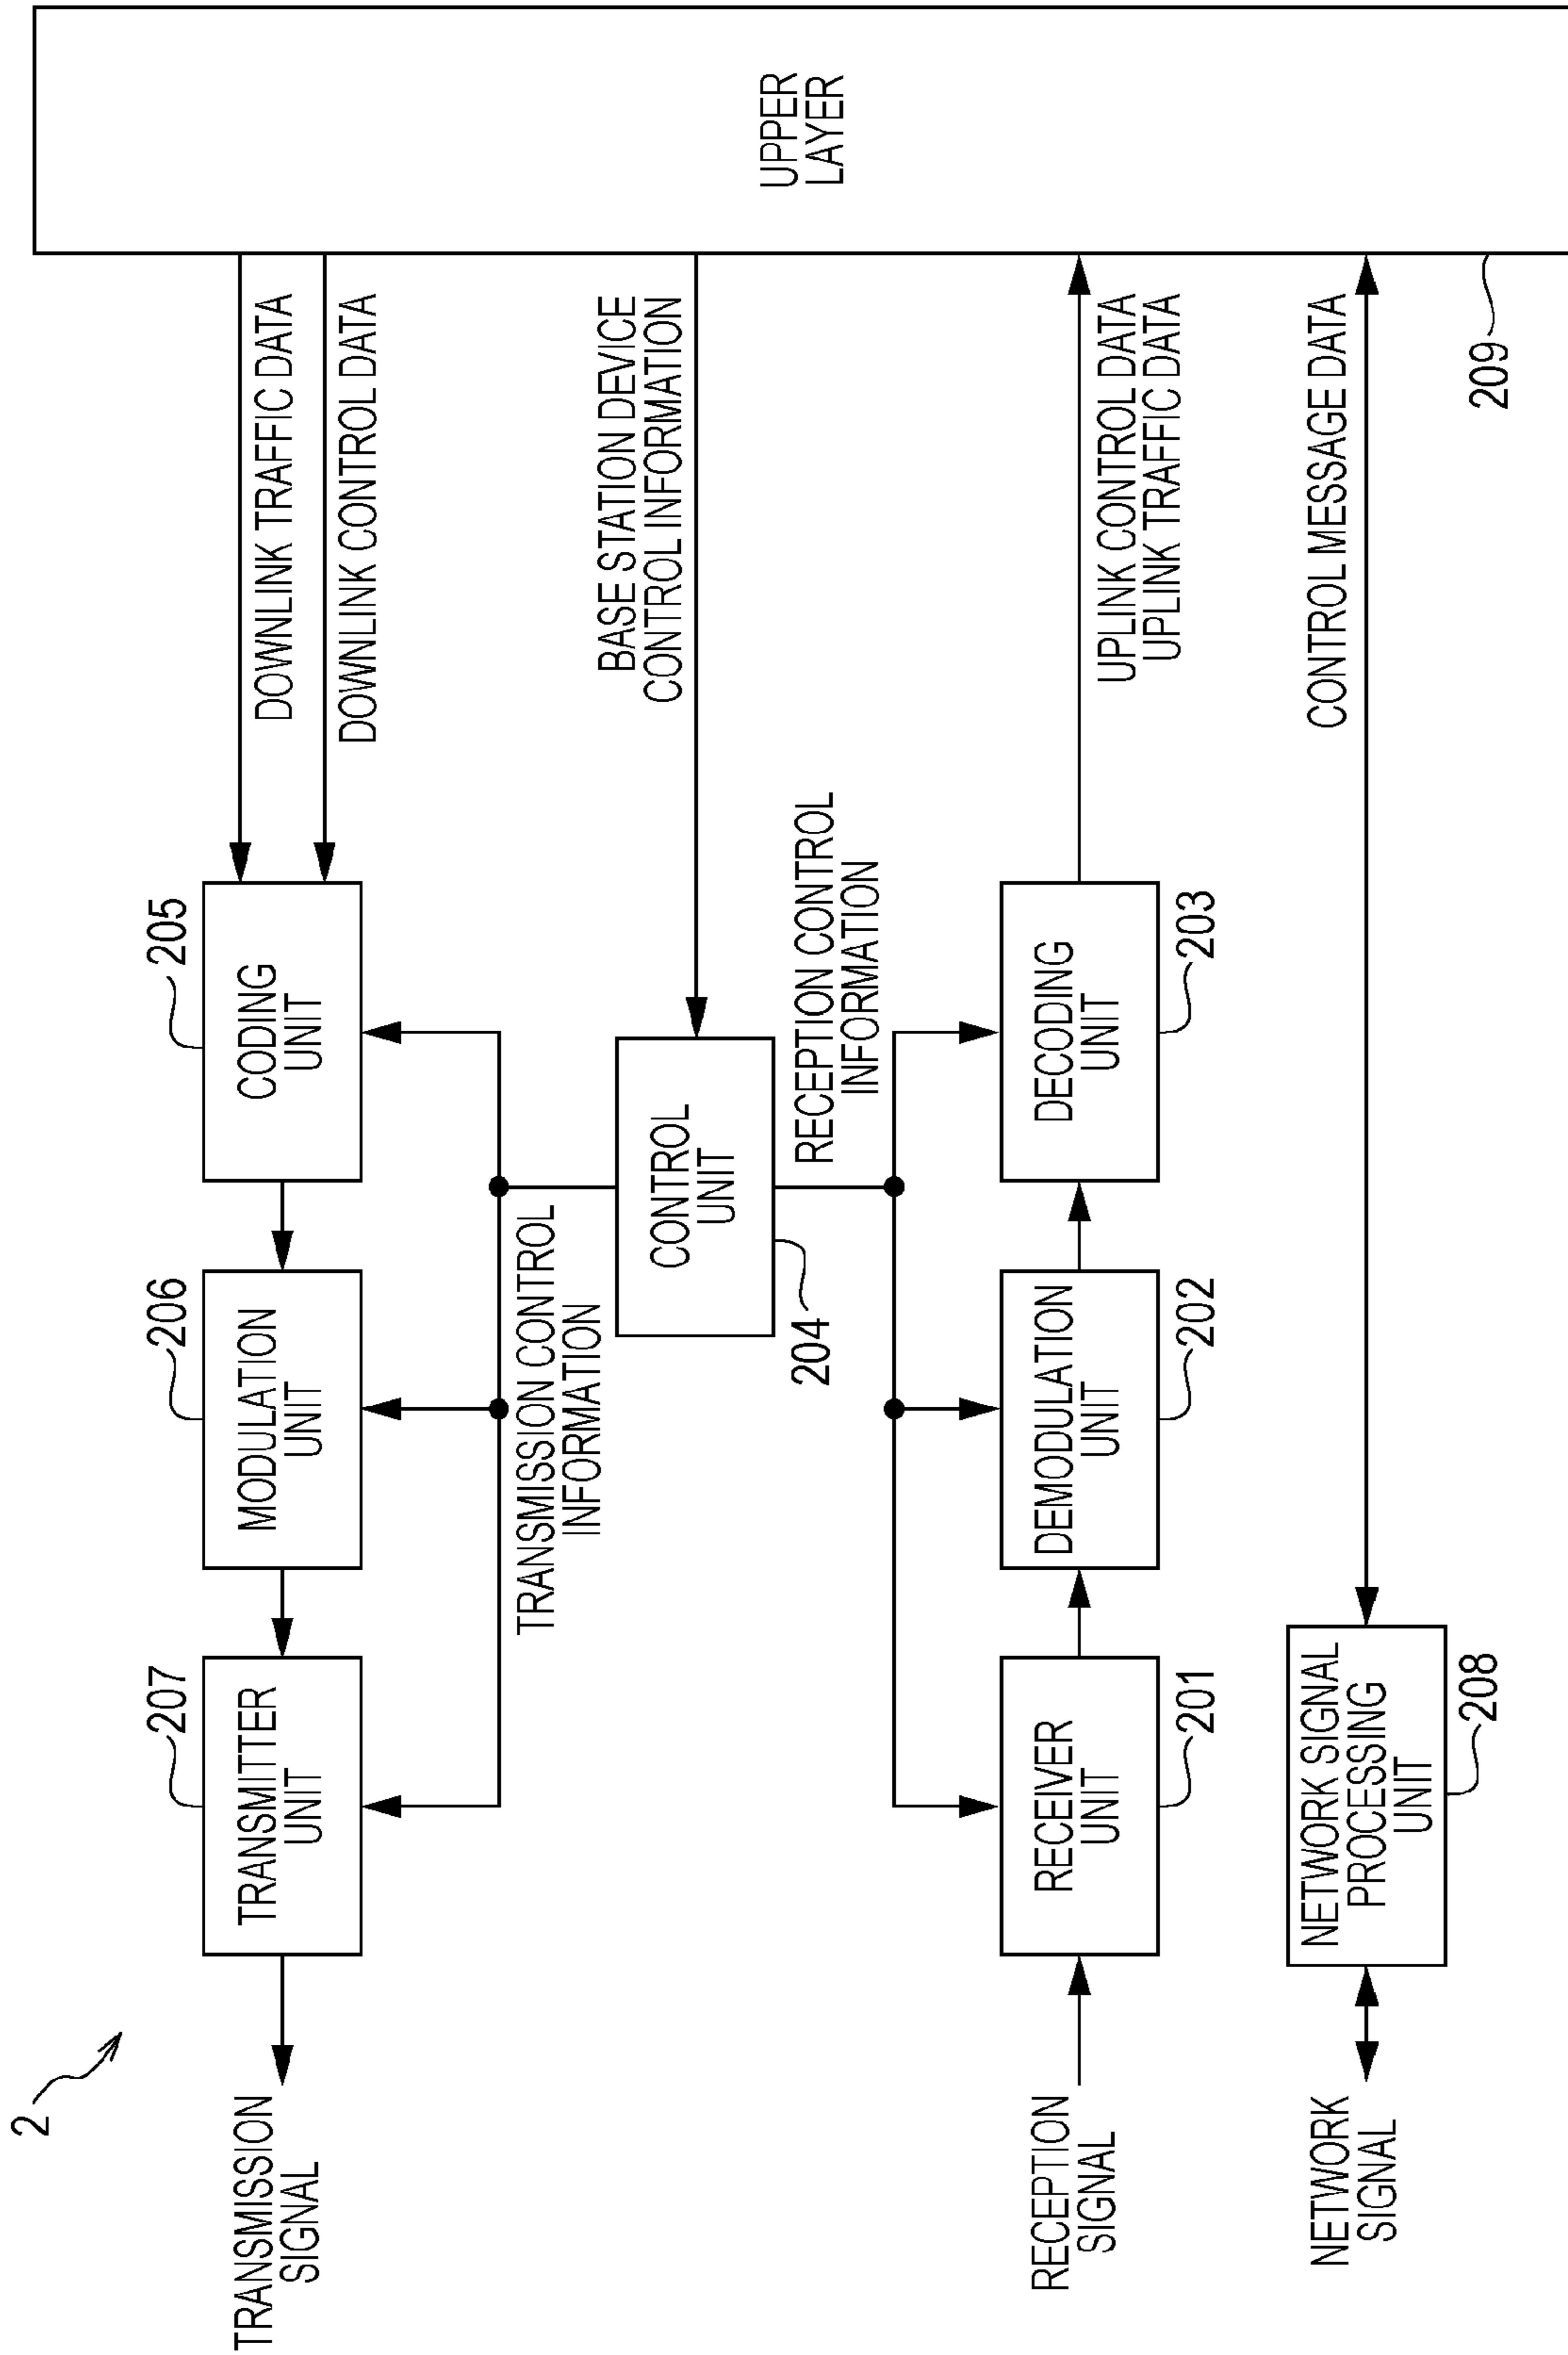 2
TRANSMISSION
SIGNAL
207
TRANSMITTER
UNIT
206
MODULATION
UNIT
205
CODING
UNIT
DOWNLINK TRAFFIC DATA
DOWNLINK CONTROL DATA
TRANSMISSION CONTROL
INFORMATION
CONTROL
UNIT
204
BASE STATION DEVICE
CONTROL INFORMATION
RECEPTION CONTROL
INFORMATION
UPPER
LAYER
RECEPTION
SIGNAL
RECEIVER
UNIT
201
DEMODULATION
UNIT
202
DECODING
UNIT
203
UPLINK CONTROL DATA
UPLINK TRAFFIC DATA
NETWORK
SIGNAL
NETWORK SIGNAL
PROCESSING
UNIT
208
CONTROL MESSAGE DATA
209